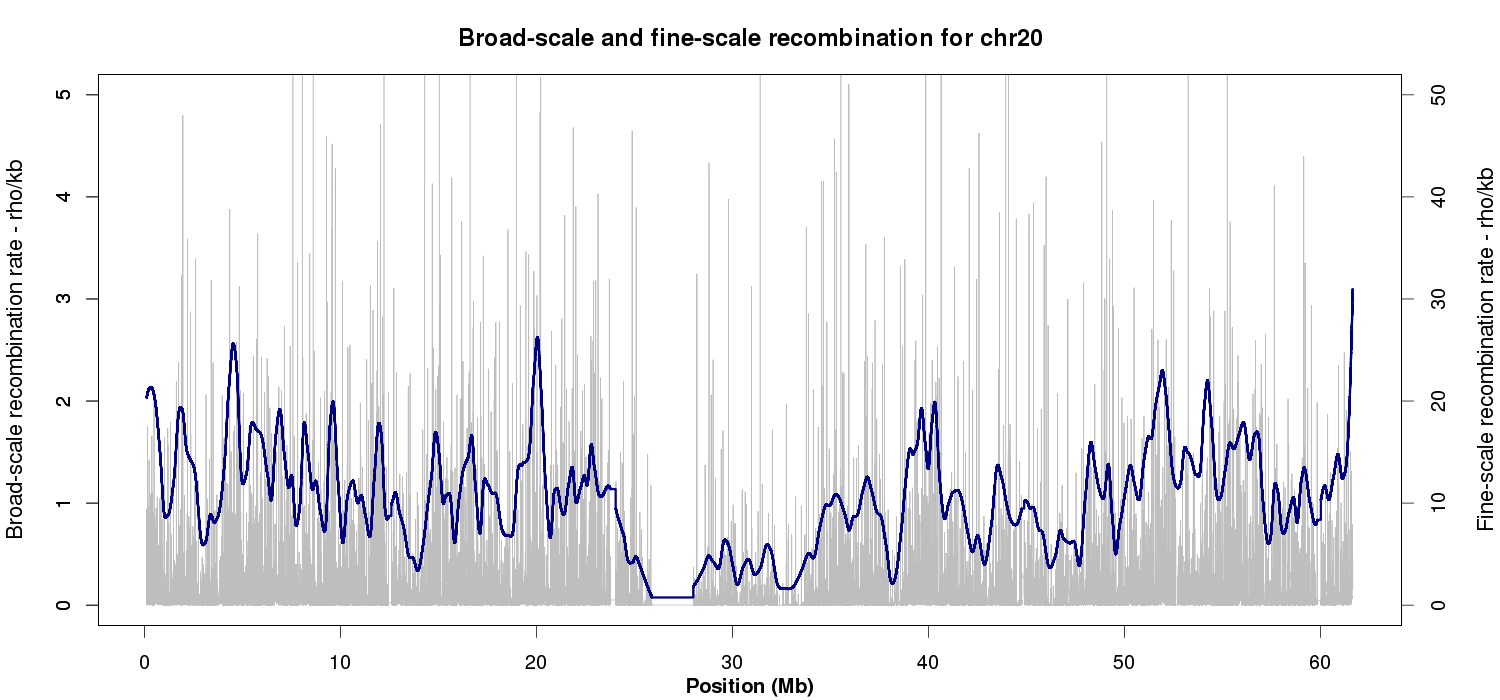 Broad-scale and fine-scale recombination for chr20
Broad-scale recombination rate - rho/kb
5
4
3
2
1
0
50
40
30
20
10
0
Fine-scale recombination rate - rho/kb
0 10 20 30 40 50 60
Position (Mb)